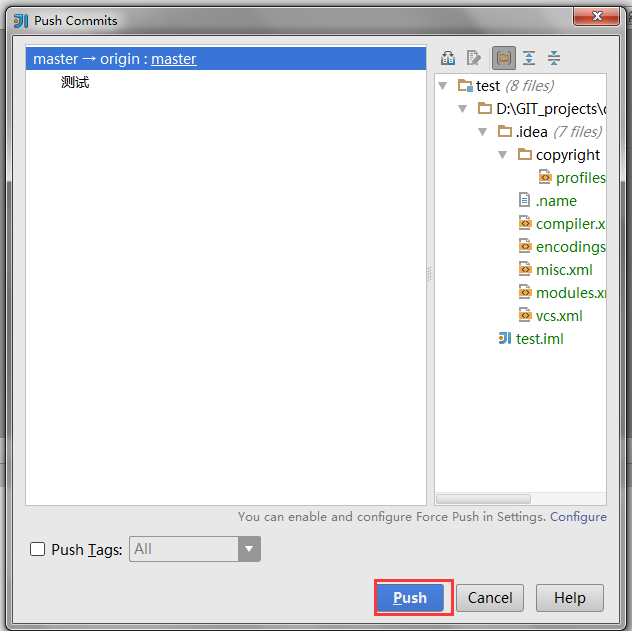 Push Commits
master → origin : master
测试
test (8 files)
D:\GIT_projects\
.idea (7 files)
copyright
profiles
.name
compiler.x
encodings
misc.xml
modules.x
vcs.xml
test.iml
You can enable and configure Force Push in Settings. Configure
Push Tags: All
Push Cancel Help